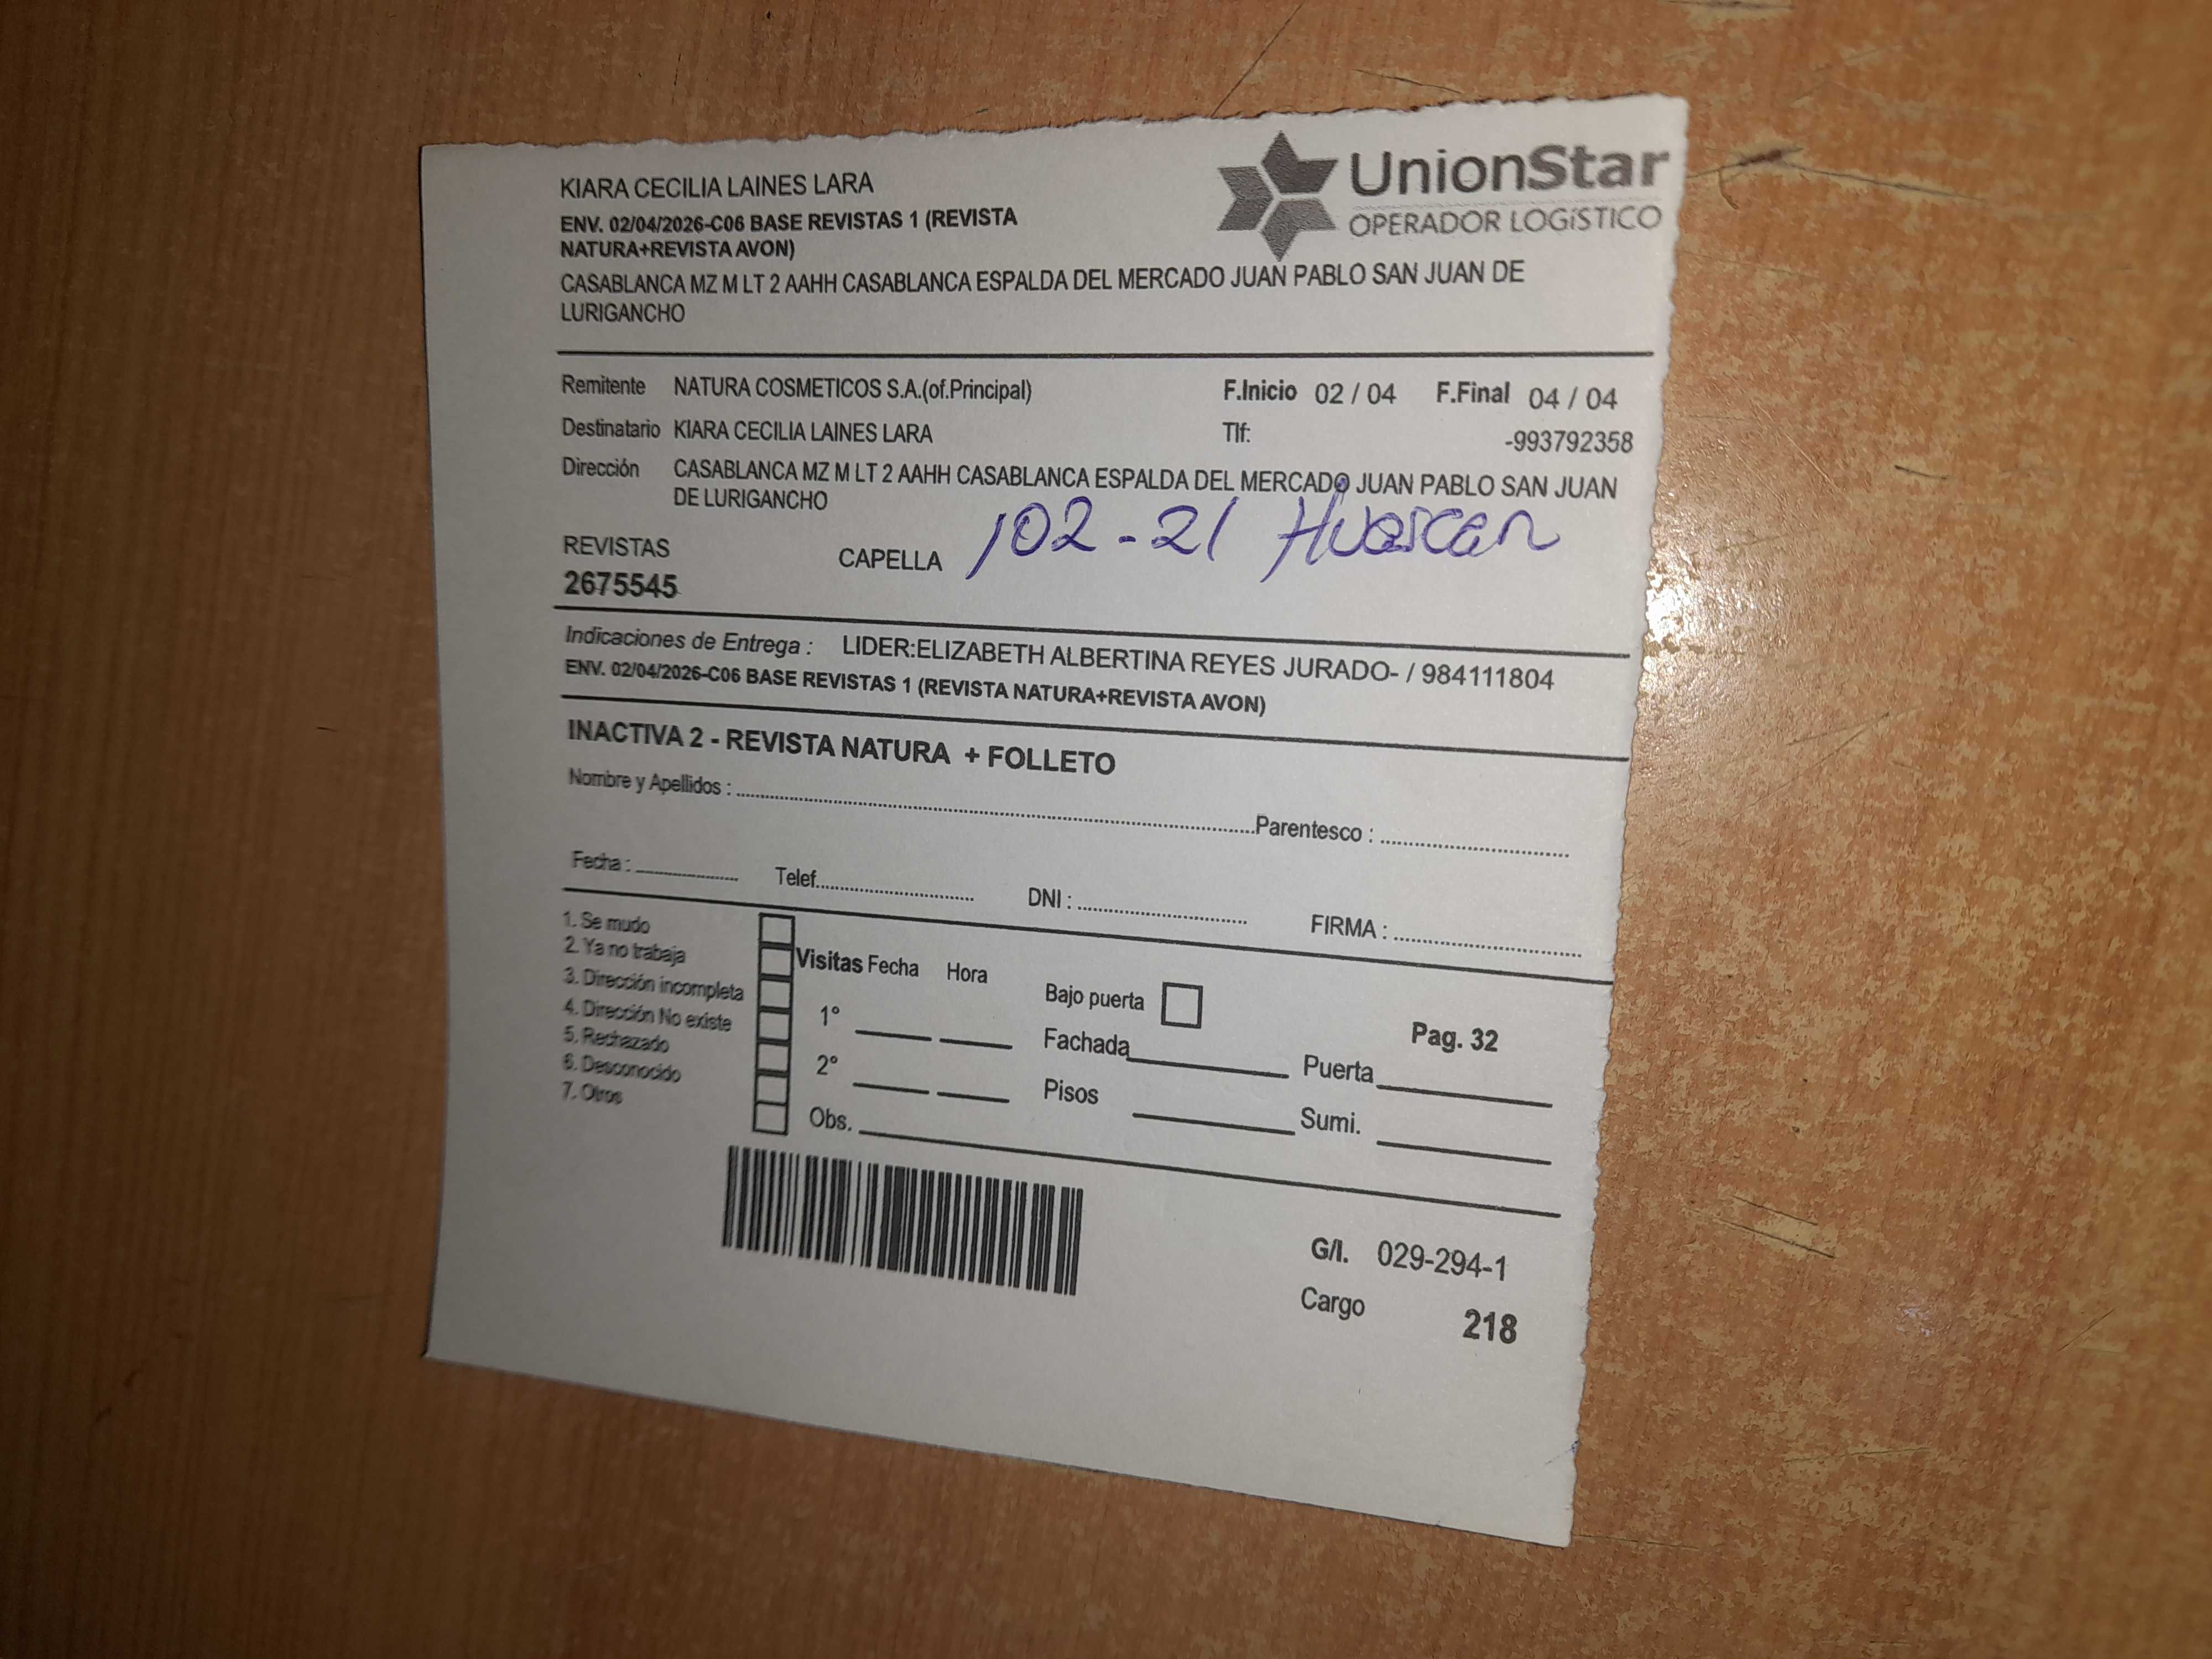 KIARA CECILIA LAINES LARA
UnionStar
OPERADOR LOGíSTICO
ENV. 02/04/2026-C06 BASE REVISTAS 1 (REVISTA
NATURA+REVISTA AVON)
CASABLANCA MZ M LT 2 AAHH CASABLANCA ESPALDA DEL MERCADO JUAN PABLO SAN JUAN DE
LURIGANCHO
Remitente NATURA COSMETICOS S.A.(of.Principal) F.Inicio 02 / 04 F.Final 04 / 04
Destinatario KIARA CECILIA LAINES LARA Tlf: -993792358
Dirección CASABLANCA MZ M LT 2 AAHH CASABLANCA ESPALDA DEL MERCADO JUAN PABLO SAN JUAN
DE LURIGANCHO
REVISTAS CAPELLA 102-21 Huascar
2675545
Indicaciones de Entrega : LIDER:ELIZABETH ALBERTINA REYES JURADO- / 984111804
ENV. 02/04/2026-C06 BASE REVISTAS 1 (REVISTA NATURA+REVISTA AVON)
INACTIVA 2 - REVISTA NATURA + FOLLETO
Nombre y Apellidos : Parentesco :
Fecha : Telef. DNI : FIRMA :
1. Se mudo
2. Ya no trabaja
3. Dirección incompleta
4. Dirección No existe
5. Rechazado
6. Desconocido
7. Otros
Visitas Fecha Hora
1°
2°
Obs.
Bajo puerta
Fachada
Pisos
Pag. 32
Puerta
Sumi.
G/I. 029-294-1
Cargo 218